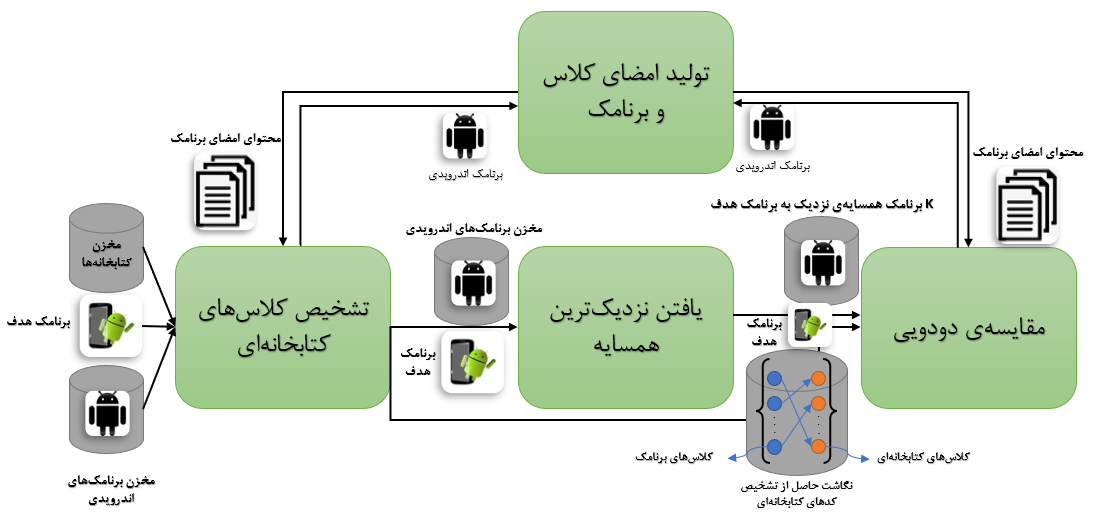 تولید امضای کلاس
و برنامک
محتوای امضای برنامک
برنامک اندرویدی
برنامک اندرویدی
محتوای امضای برنامک
K برنامک همسایه‌ی نزدیک به برنامک هدف
مخزن برنامک‌های اندرویدی
مخزن
کتابخانه‌ها
برنامک هدف
مخزن برنامک‌های
اندرویدی
تشخیص کلاس‌های
کتابخانه‌ای
برنامک
هدف
یافتن نزدیک‌ترین
همسایه
برنامک
هدف
مقایسه‌ی دودویی
کلاس‌های برنامک
کلاس‌های کتابخانه‌ای
نگاشت حاصل از تشخیص
کدهای کتابخانه‌ای